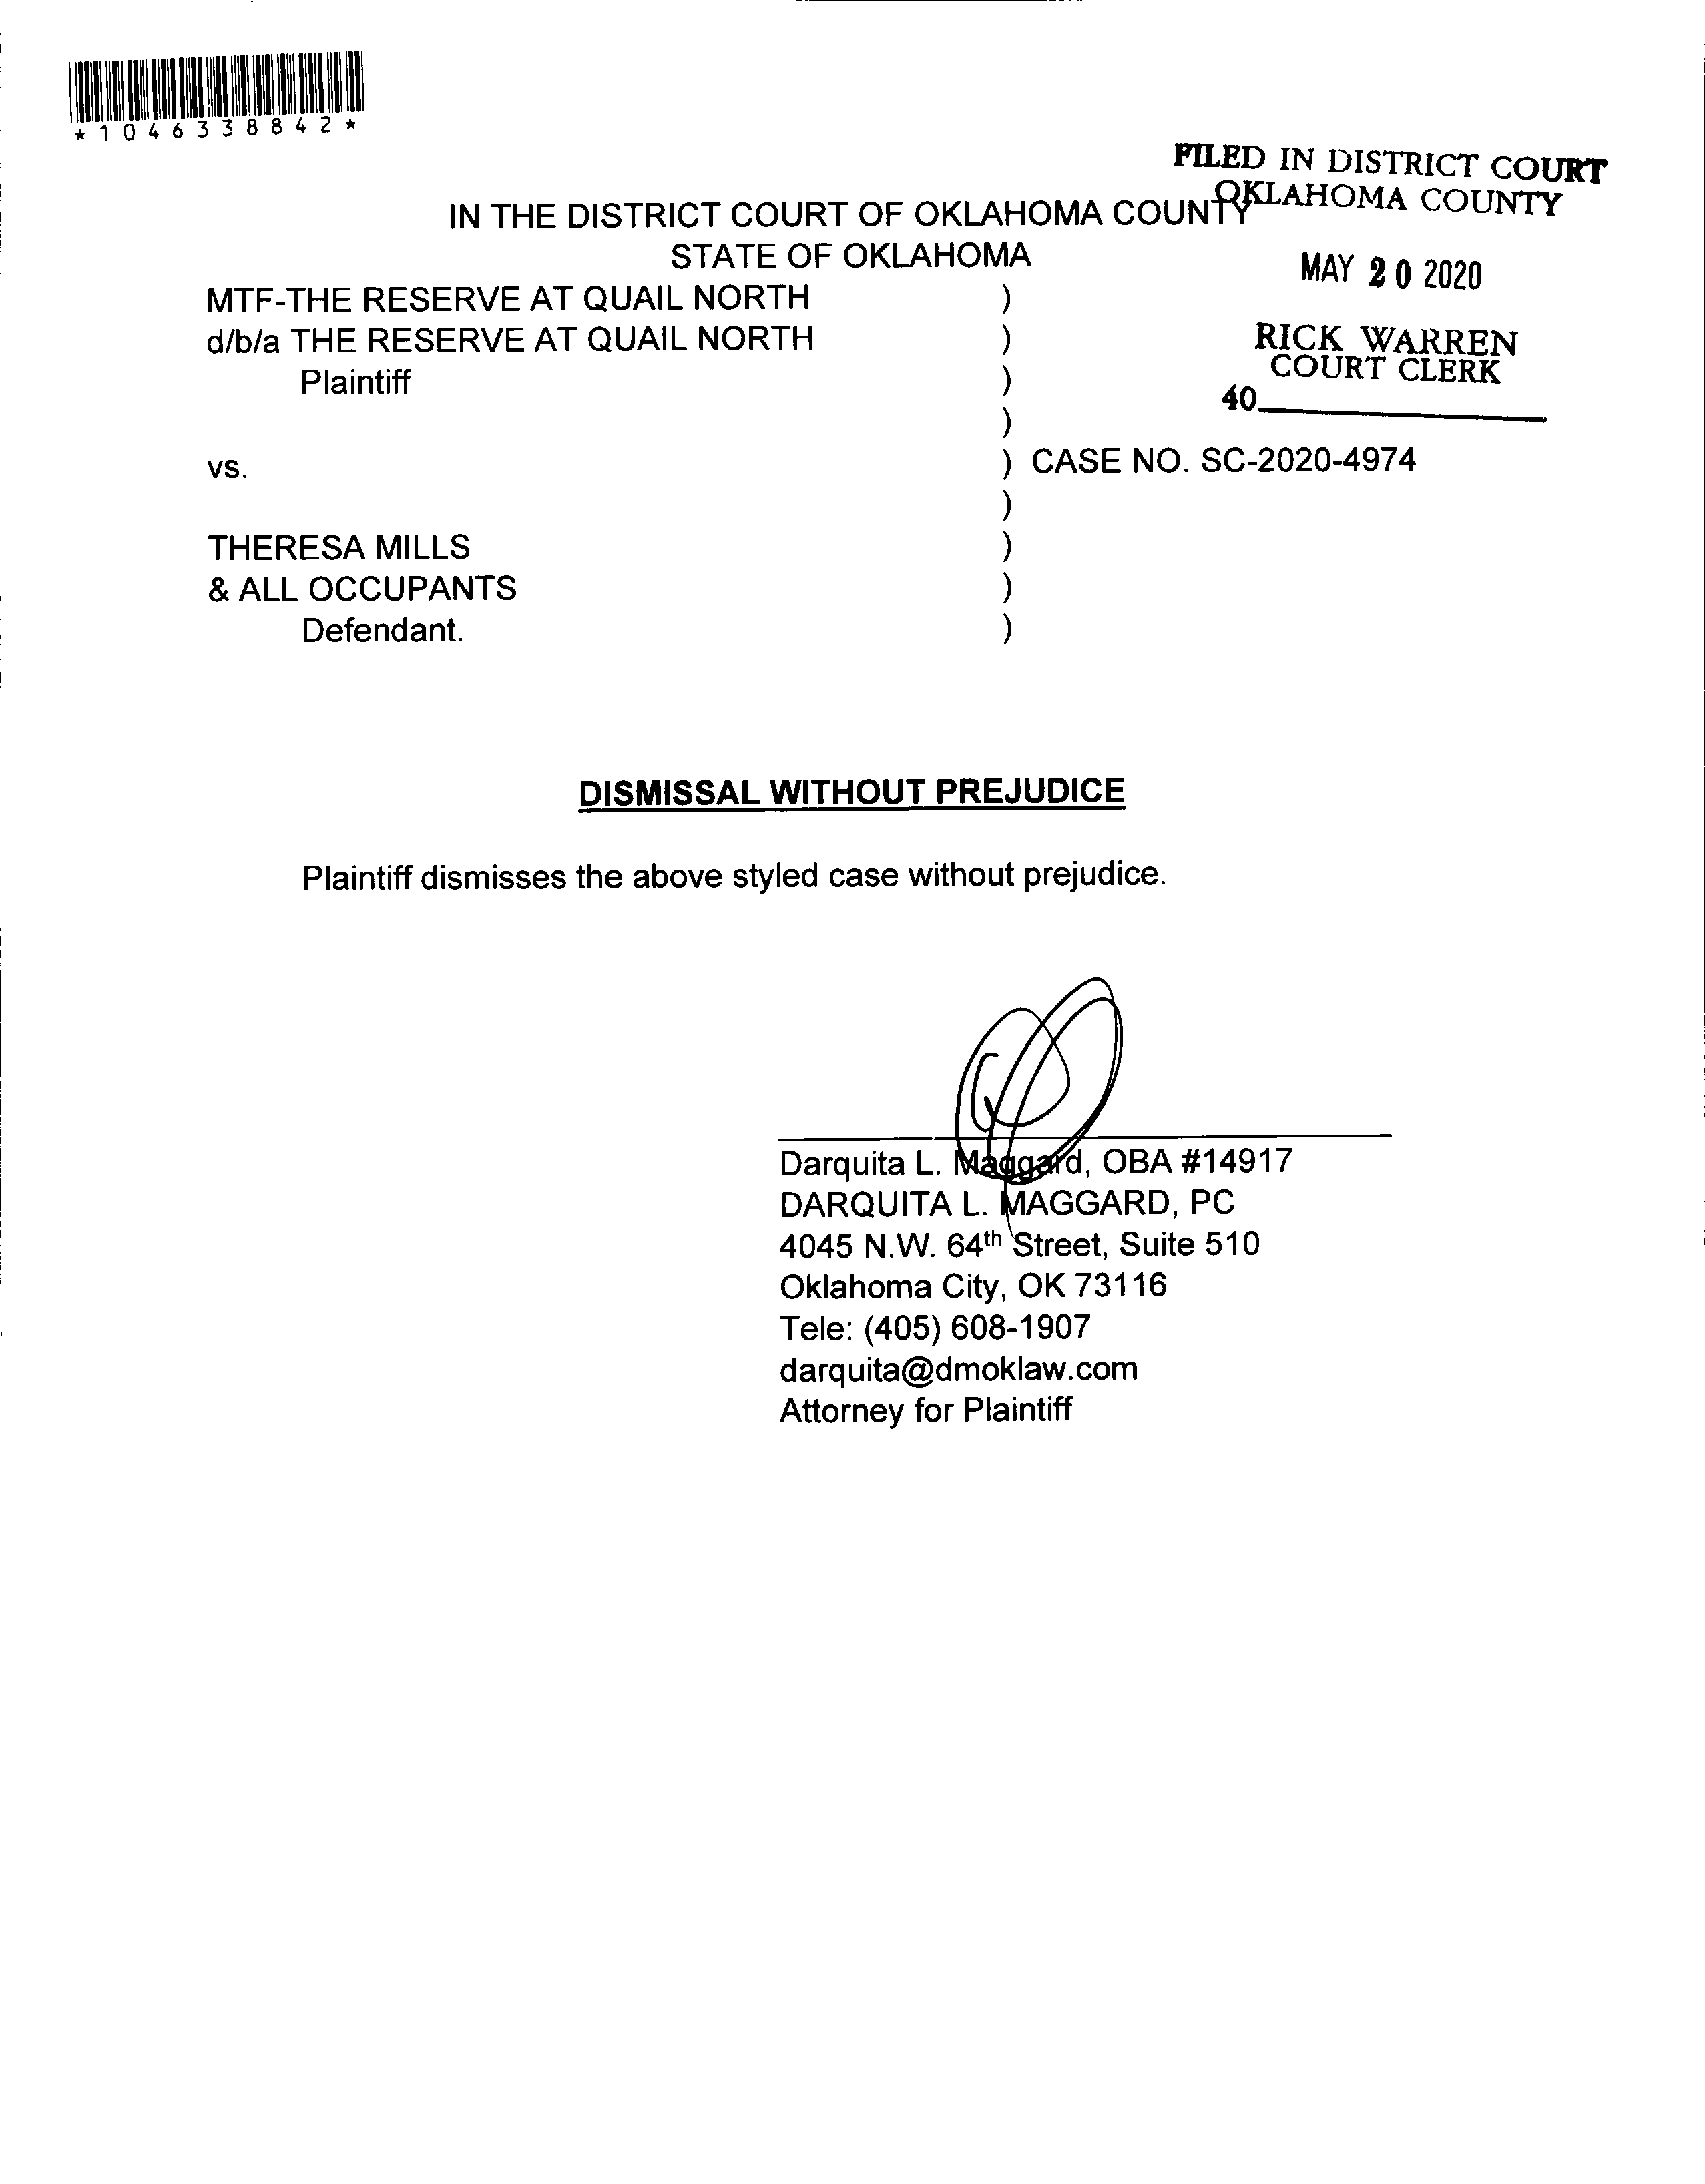 *1046338842*
FILED IN DISTRICT COURT
OKLAHOMA COUNTY
IN THE DISTRICT COURT OF OKLAHOMA COUNTY
STATE OF OKLAHOMA
MAY 20 2020
MTF-THE RESERVE AT QUAIL NORTH )
d/b/a THE RESERVE AT QUAIL NORTH )
RICK WARREN
COURT CLERK
Plaintiff )
40
)
vs. ) CASE NO. SC-2020-4974
)
THERESA MILLS )
& ALL OCCUPANTS )
Defendant. )
DISMISSAL WITHOUT PREJUDICE
Plaintiff dismisses the above styled case without prejudice.
Darquita L. Maggard, OBA #14917
DARQUITA L. MAGGARD, PC
4045 N.W. 64th Street, Suite 510
Oklahoma City, OK 73116
Tele: (405) 608-1907
darquita@dmoklaw.com
Attorney for Plaintiff